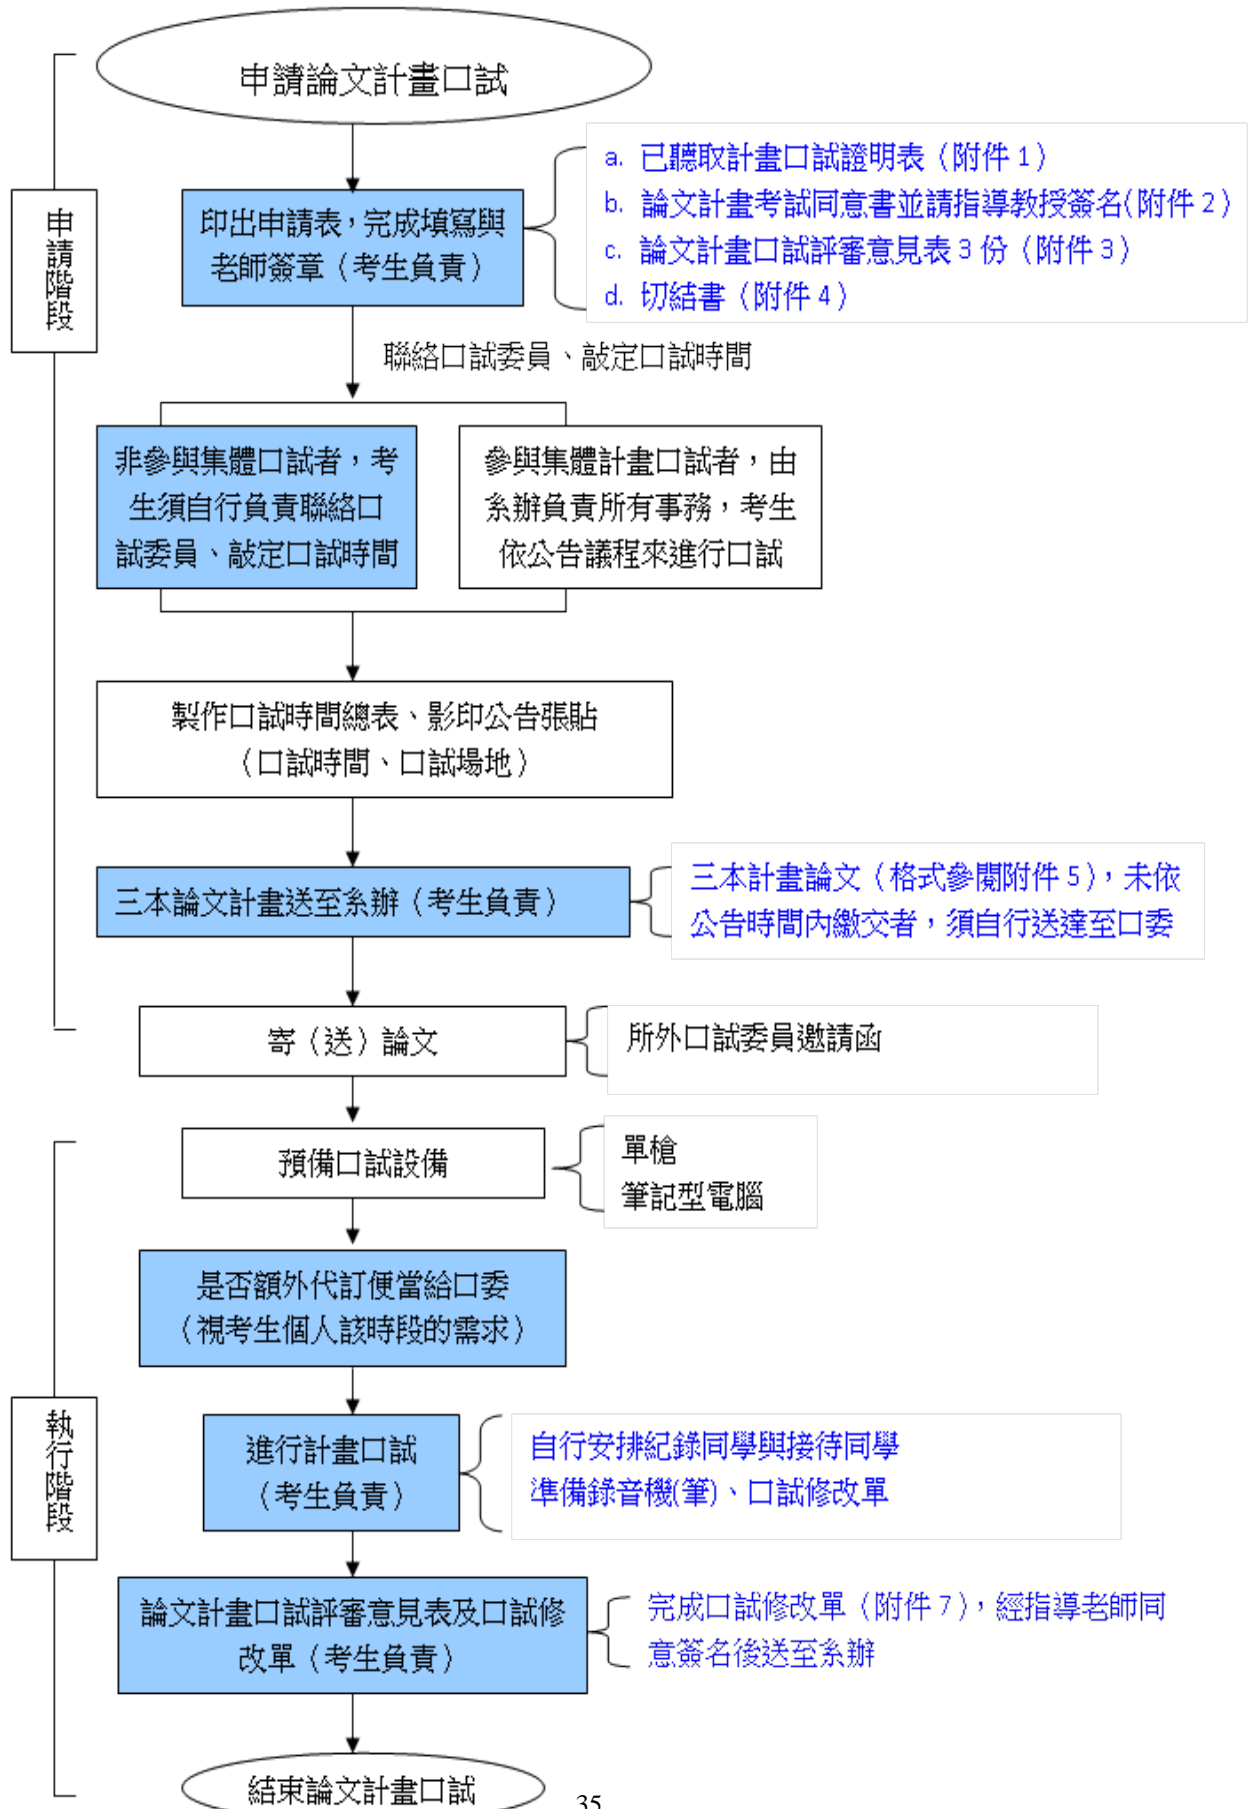 申請論文計畫口試
申請階段
印出申請表，完成填寫與
老師簽章（考生負責）
a. 已聽取計畫口試證明表（附件 1）
b. 論文計畫考試同意書並請指導教授簽名(附件 2)
c. 論文計畫口試評審意見表 3 份（附件 3）
d. 切結書（附件 4）
聯絡口試委員、敲定口試時間
非參與集體口試者，考
生須自行負責聯絡口
試委員、敲定口試時間
參與集體計畫口試者，由
系辦負責所有事務，考生
依公告議程來進行口試
製作口試時間總表、影印公告張貼
（口試時間、口試場地）
三本論文計畫送至系辦（考生負責）
三本計畫論文（格式參閱附件 5），未依
公告時間內繳交者，須自行送達至口委
寄（送）論文
所外口試委員邀請函
預備口試設備
單槍
筆記型電腦
是否額外代訂便當給口委
（視考生個人該時段的需求）
執行階段
進行計畫口試
（考生負責）
自行安排紀錄同學與接待同學
準備錄音機(筆)、口試修改單
論文計畫口試評審意見表及口試修
改單（考生負責）
完成口試修改單（附件 7），經指導老師同
意簽名後送至系辦
結束論文計畫口試
35